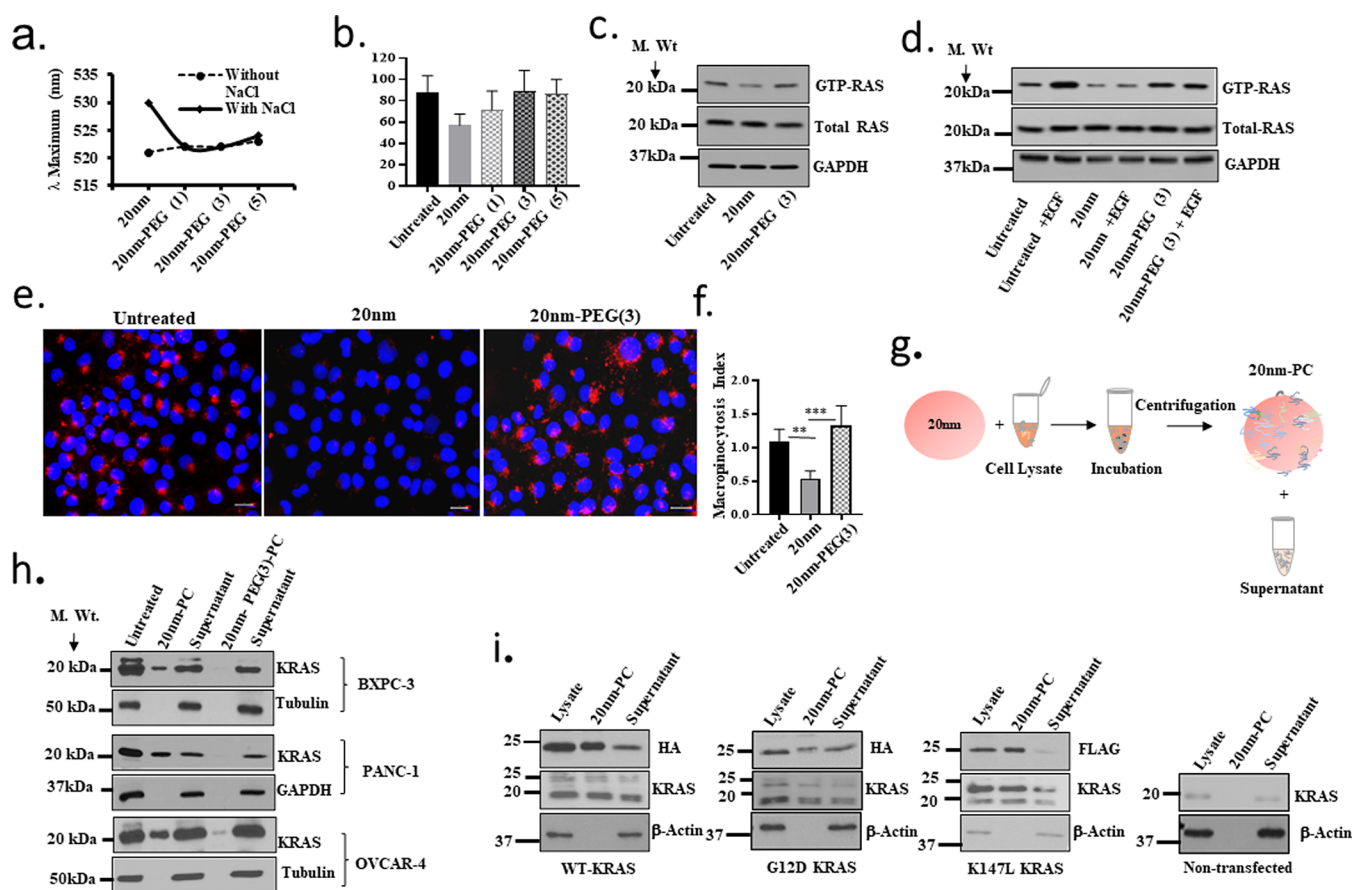 a.
535
530
525
520
515
λ Maximum (nm)
Without
NaCl
With NaCl
20nm
20nm-PEG (1)
20nm-PEG (3)
20nm-PEG (5)
b.
120
100
80
60
40
20
0
Untreated
20nm
20nm-PEG (1)
20nm-PEG (3)
20nm-PEG (5)
c.
M. Wt
20 kDa
20 kDa
37kDa
GTP-RAS
Total RAS
GAPDH
Untreated
20nm
20nm-PEG (3)
d.
M. Wt
20kDa
20kDa
37kDa
GTP-RAS
Total-RAS
GAPDH
Untreated
Untreated +EGF
20nm
20nm +EGF
20nm-PEG (3)
20nm-PEG (3) + EGF
e.
Untreated
20nm
20nm-PEG(3)
f.
Macropinocytosis Index
2.0
1.5
1.0
0.5
0.0
**
***
Untreated
20nm
20nm-PEG(3)
g.
20nm
+
Cell Lysate
Incubation
Centrifugation
20nm-PC
+
Supernatant
h.
M. Wt.
Untreated
20nm-PC
Supernatant
20nm- PEG(3)-PC
Supernatant
20 kDa
KRAS
50 kDa
Tubulin
BXPC-3
20 kDa
KRAS
37kDa
GAPDH
PANC-1
20 kDa
KRAS
50kDa
Tubulin
OVCAR-4
i.
Lysate
20nm-PC
Supernatant
25
HA
25
20
KRAS
37
β-Actin
WT-KRAS
Lysate
20nm-PC
Supernatant
25
HA
25
20
KRAS
37
β-Actin
G12D KRAS
Lysate
20nm-PC
Supernatant
25
FLAG
25
20
KRAS
37
β-Actin
K147L KRAS
Lysate
20nm-PC
Supernatant
20
KRAS
37
β-Actin
Non-transfected